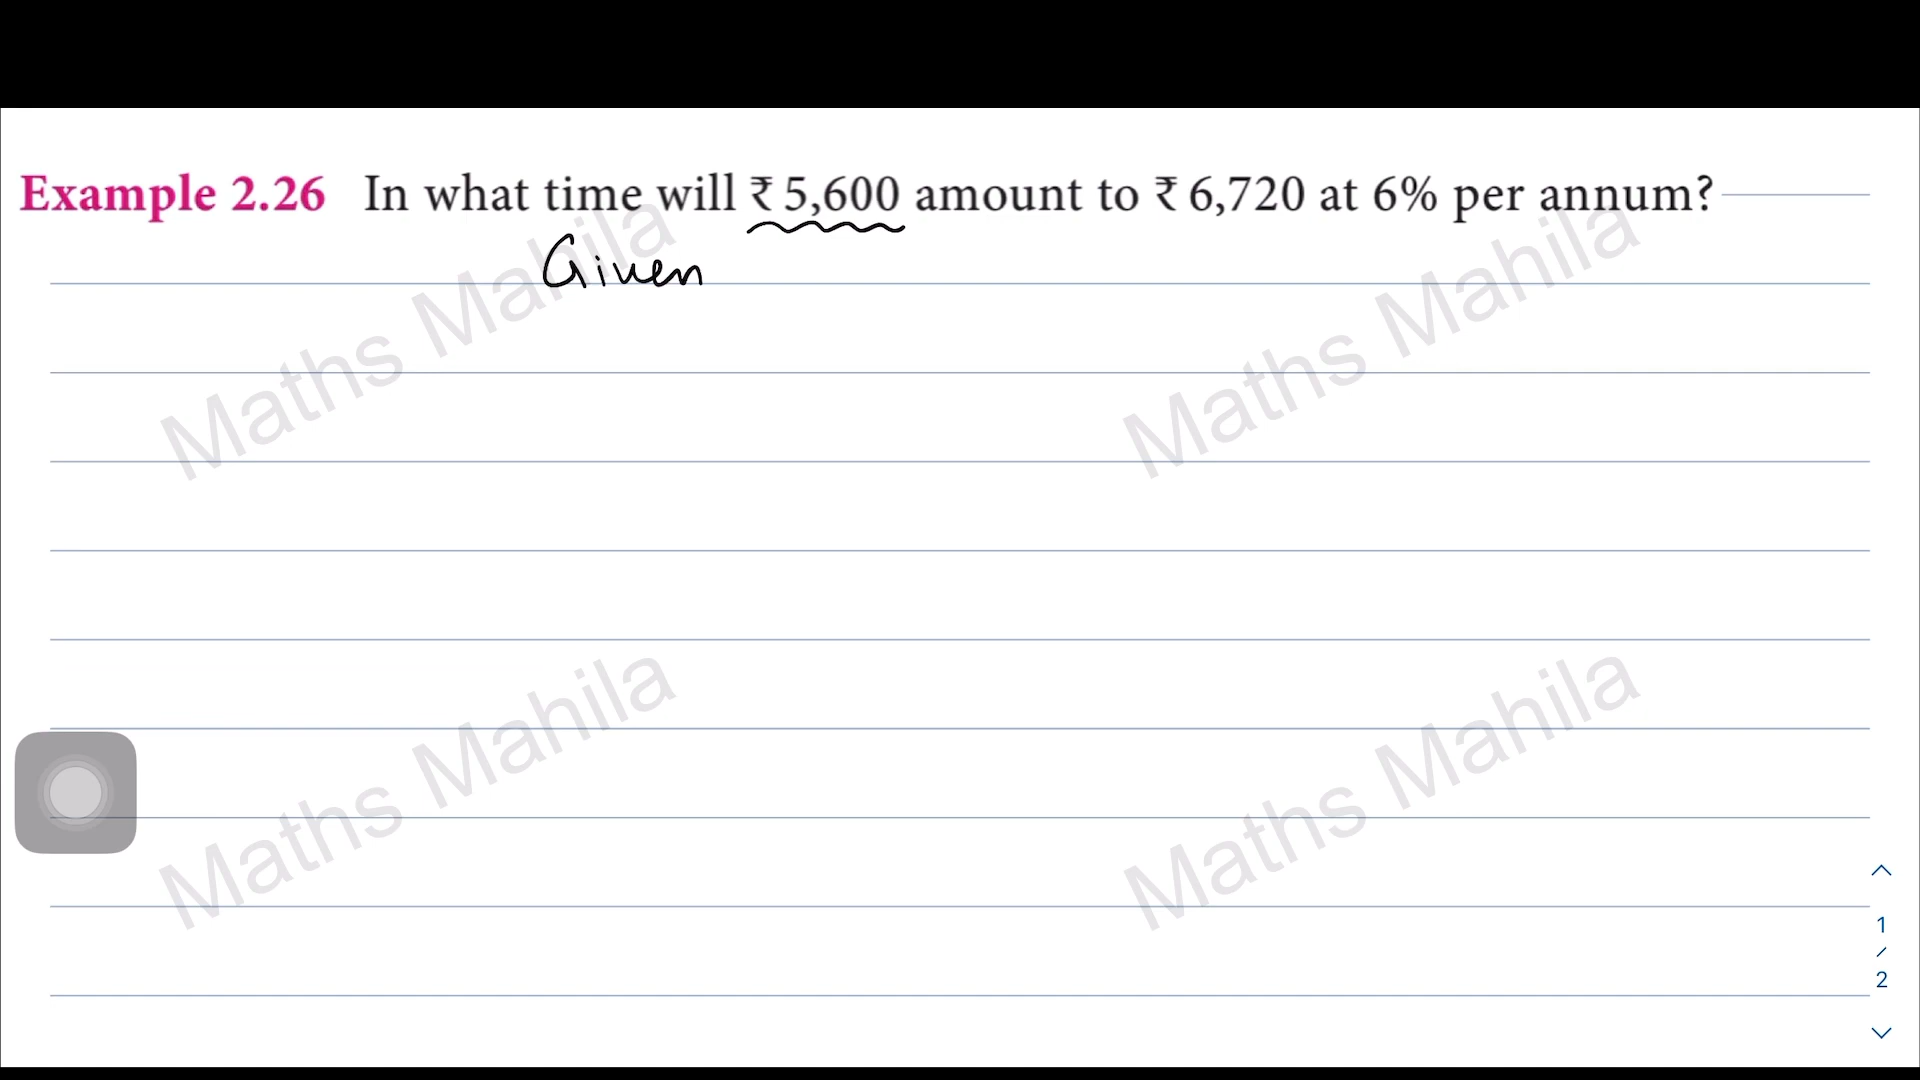 Example 2.26 In what time will ₹ 5,600 amount to ₹ 6,720 at 6% per annum?
Given
Maths Mahila
Maths Mahila
Maths Mahila
Maths Mahila
1
/
2